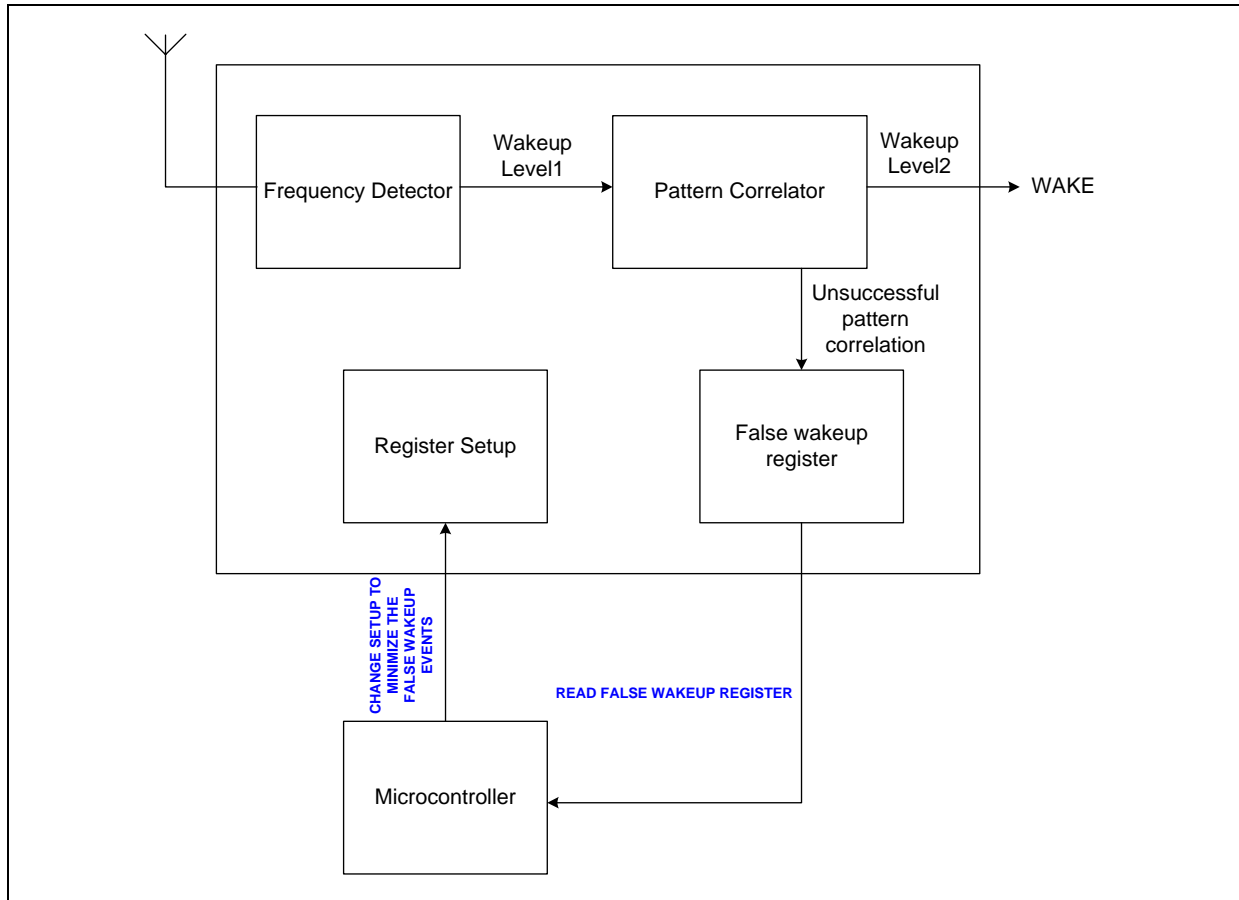 Wakeup
Level1
Wakeup
Level2
Frequency Detector
Pattern Correlator
WAKE
Unsuccessful
pattern
correlation
Register Setup
False wakeup
register
CHANGE SETUP TO
MINIMIZE THE
FALSE WAKEUP
EVENTS
READ FALSE WAKEUP REGISTER
Microcontroller